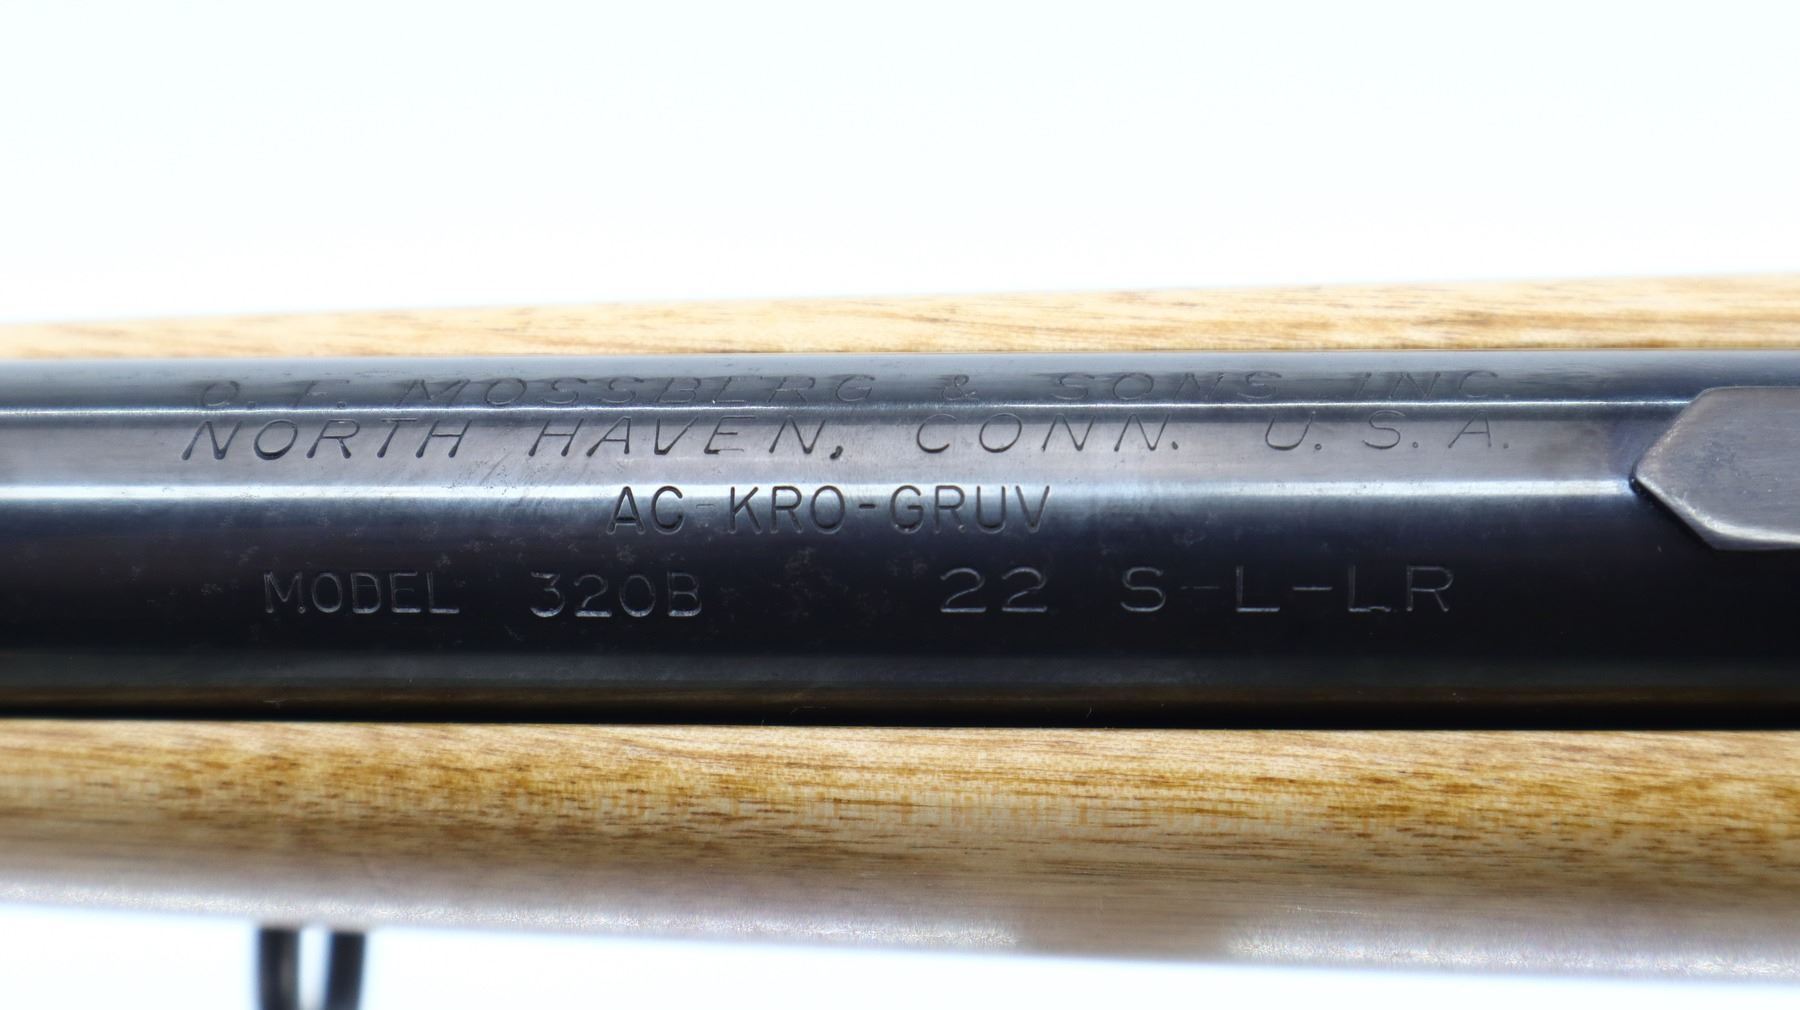 O. F. MOSSBERG & SONS INC.
NORTH HAVEN, CONN. U. S. A.
AC-KRO-GRUV
MODEL 320B 22 S-L-LR